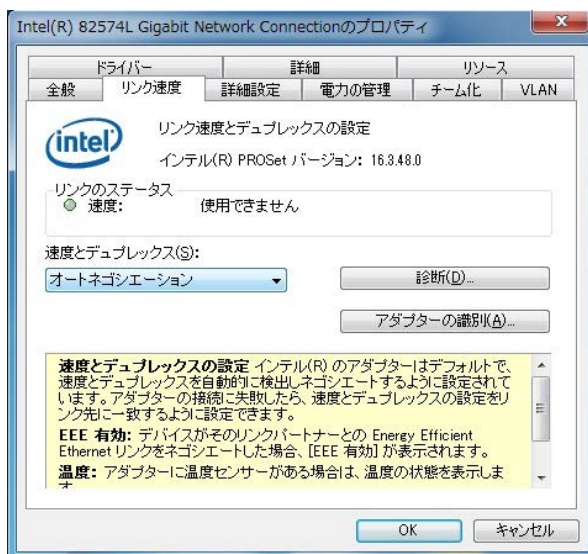 Intel(R) 82574L Gigabit Network Connectionのプロパティ
ドライバー 詳細 リソース
全般 リンク速度 詳細設定 電力の管理 チーム化 VLAN
intel
リンク速度とデュプレックスの設定
インテル(R) PROSet バージョン: 16.3.48.0
リンクのステータス
速度: 使用できません
速度とデュプレックス(S):
オートネゴシエーション
診断(D)...
アダプターの識別(A)...
速度とデュプレックスの設定 インテル(R) のアダプターはデフォルトで、
速度とデュプレックスを自動的に検出しネゴシエートするように設定されて
います。アダプターの接続に失敗したら、速度とデュプレックスの設定をリ
ンク先に一致するように設定できます。
EEE 有効: デバイスがそのリンクパートナーとの Energy Efficient
Ethernet リンクをネゴシエートした場合、[EEE 有効] が表示されます。
温度: アダプターに温度センサーがある場合は、温度の状態を表示しま
す
OK キャンセル